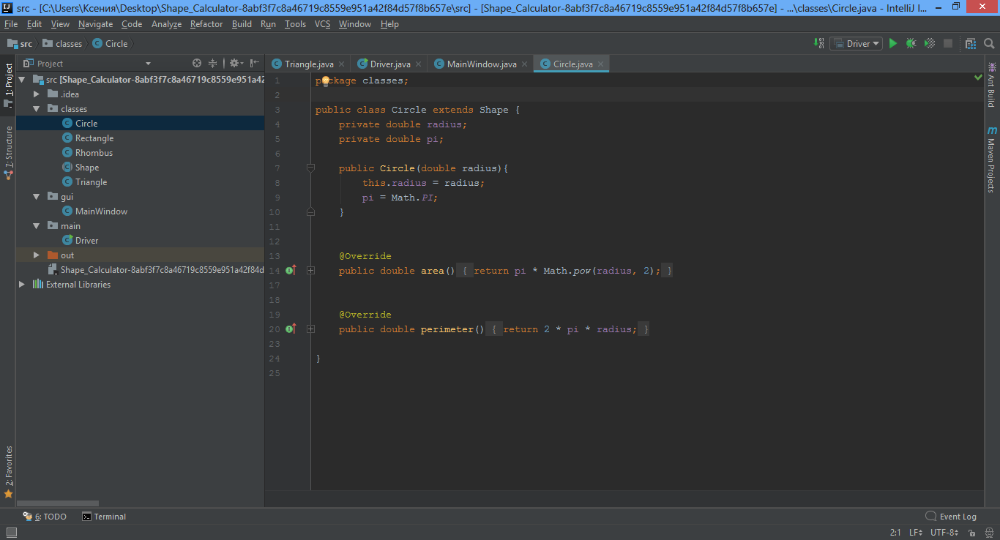 src - [C:\Users\Ксения\Desktop\Shape_Calculator-8abf3f7c8a46719c8559e951a42f84d57f8b657e\src] - [Shape_Calculator-8abf3f7c8a46719c8559e951a42f84d57f8b657e] - ...\classes\Circle.java - IntelliJ I...
File Edit View Navigate Code Analyze Refactor Build Run Tools VCS Window Help
src classes Circle Driver
Project
Triangle.java Driver.java MainWindow.java Circle.java
1: Project
7: Structure
2: Favorites
src [Shape_Calculator-8abf3f7c8a46719c8559e951a42
.idea
classes
Circle
Rectangle
Rhombus
Shape
Triangle
gui
MainWindow
main
Driver
out
Shape_Calculator-8abf3f7c8a46719c8559e951a42f84d
External Libraries
1 package classes;
2
3 public class Circle extends Shape {
4 private double radius;
5 private double pi;
6
7 public Circle(double radius){
8 this.radius = radius;
9 pi = Math.PI;
10 }
11
12
13 @Override
14 public double area() { return pi * Math.pow(radius, 2); }
17
18
19 @Override
20 public double perimeter() { return 2 * pi * radius; }
23
24 }
25
Ant Build
m Maven Projects
6: TODO Terminal Event Log
2:1 LF UTF-8